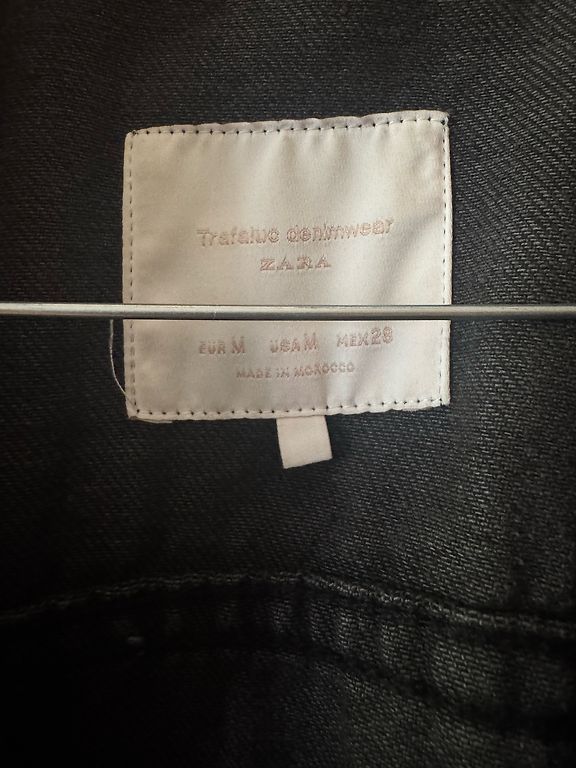 Trafaluc denimwear
ZARA
EUR M USA M MEX 28
MADE IN MOROCCO